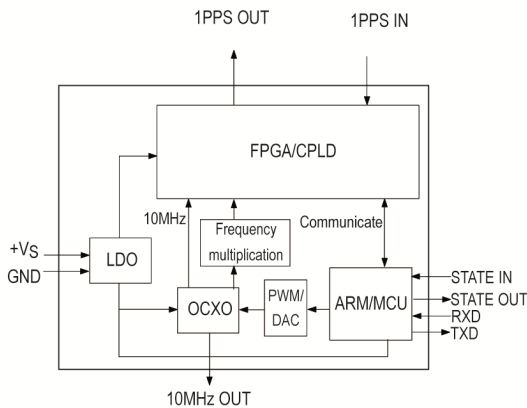 1PPS OUT
1PPS IN
FPGA/CPLD
10MHz
Frequency
multiplication
Communicate
+VS
GND
LDO
OCXO
PWM/
DAC
ARM/MCU
STATE IN
STATE OUT
RXD
TXD
10MHz OUT